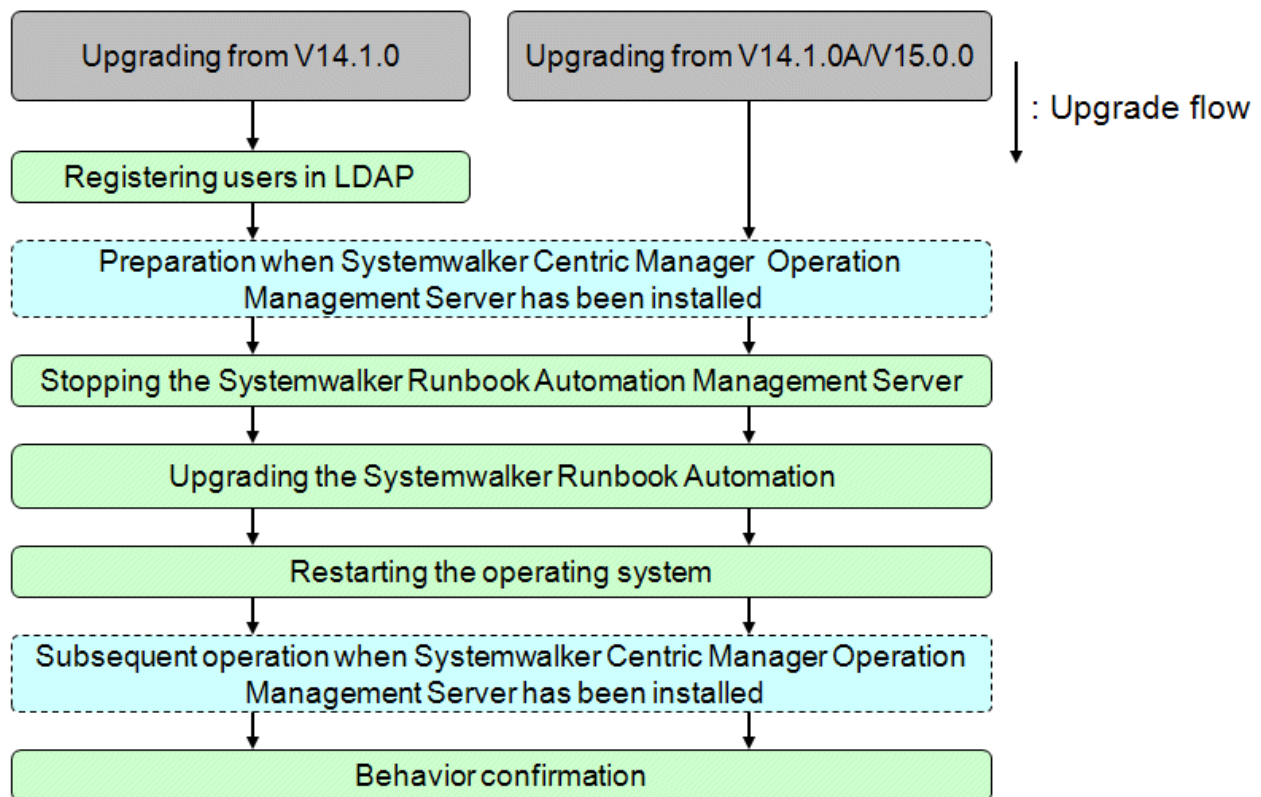 Upgrading from V14.1.0
Upgrading from V14.1.0A/V15.0.0
: Upgrade flow
Registering users in LDAP
Preparation when Systemwalker Centric Manager Operation
Management Server has been installed
Stopping the Systemwalker Runbook Automation Management Server
Upgrading the Systemwalker Runbook Automation
Restarting the operating system
Subsequent operation when Systemwalker Centric Manager Operation
Management Server has been installed
Behavior confirmation